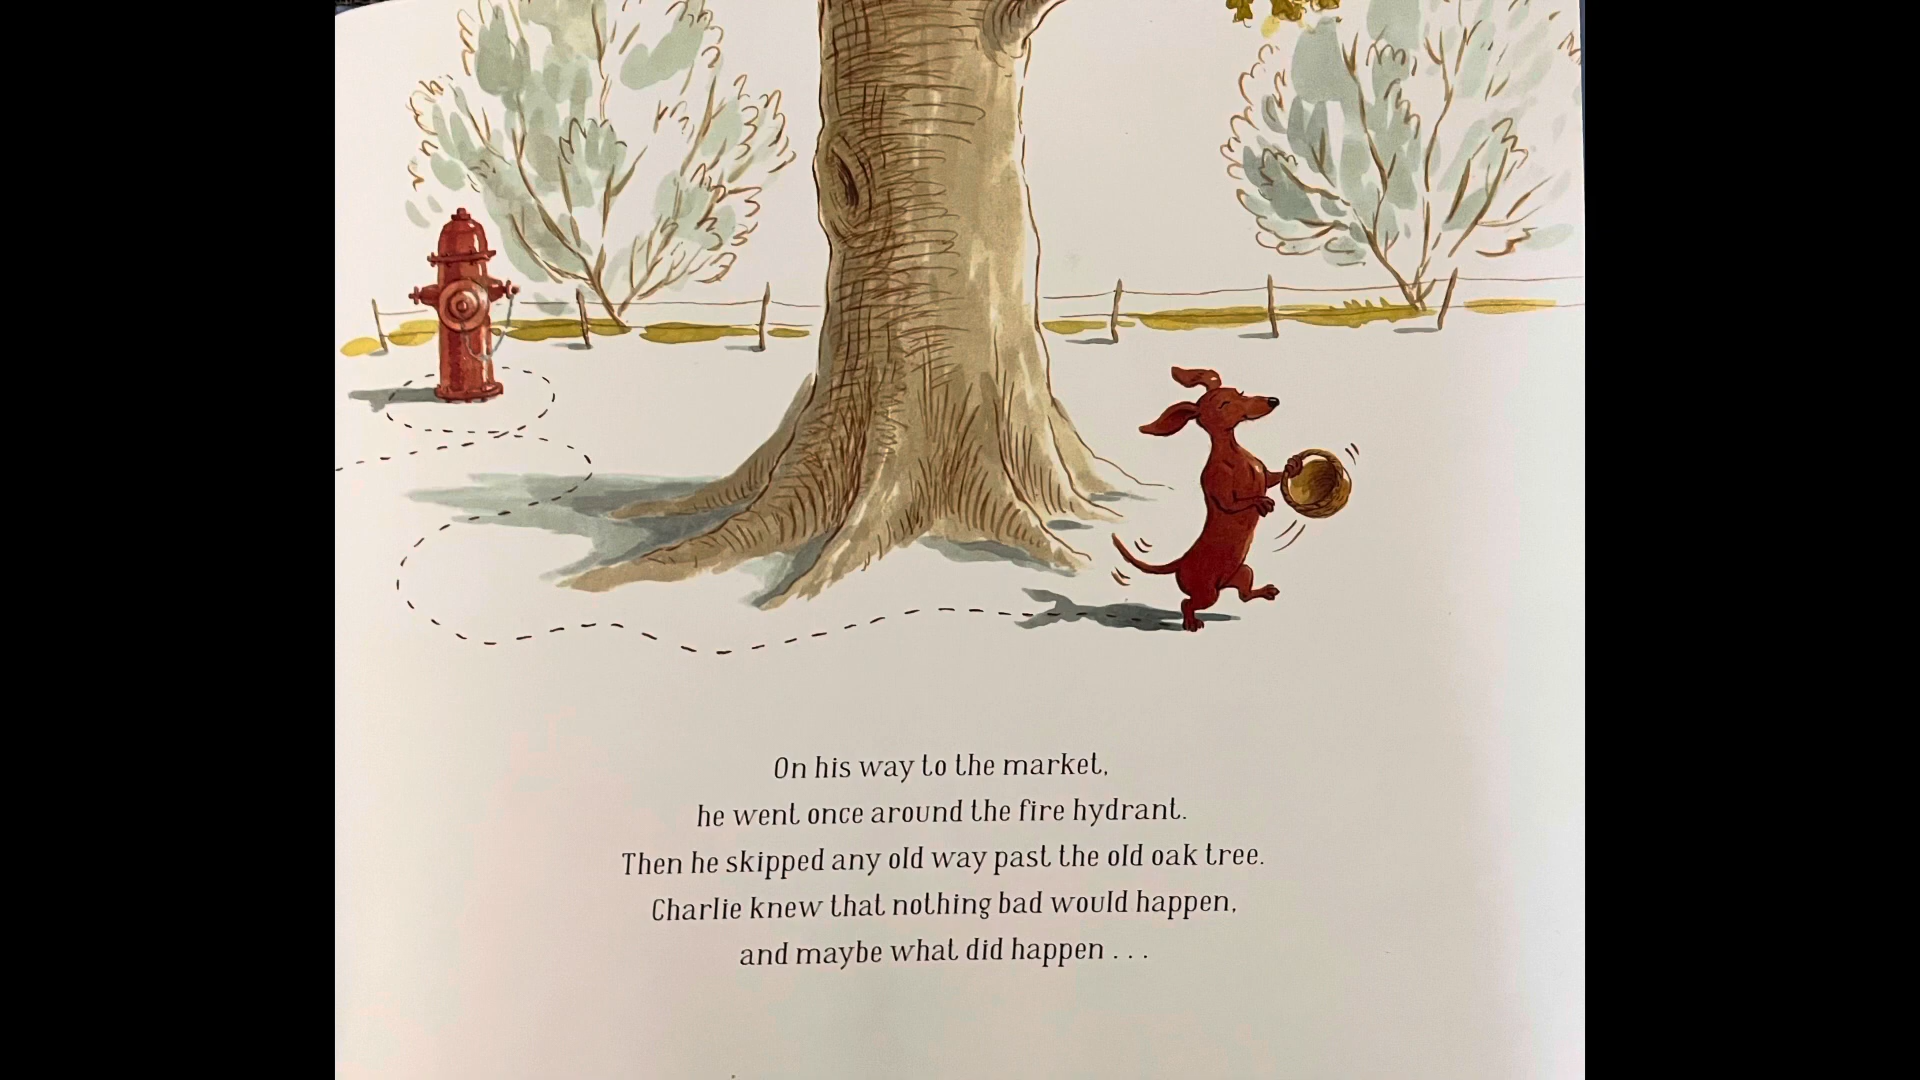 On his way to the market,
he went once around the fire hydrant.
Then he skipped any old way past the old oak tree.
Charlie knew that nothing bad would happen,
and maybe what did happen . . .